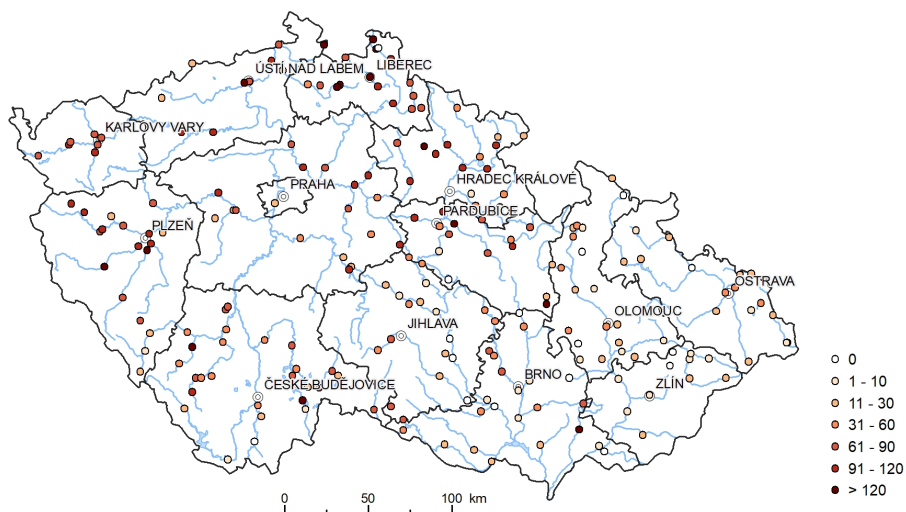 ÚSTÍ NAD LABEM
LIBEREC
KARLOVY VARY
PRAHA
HRADEC KRÁLOVÉ
PLZEŇ
PARDUBICE
OSTRAVA
OLOMOUC
JIHLAVA
BRNO
ZLÍN
ČESKÉ BUDĚJOVICE
0
1 - 10
11 - 30
31 - 60
61 - 90
91 - 120
> 120
0 50 100 km